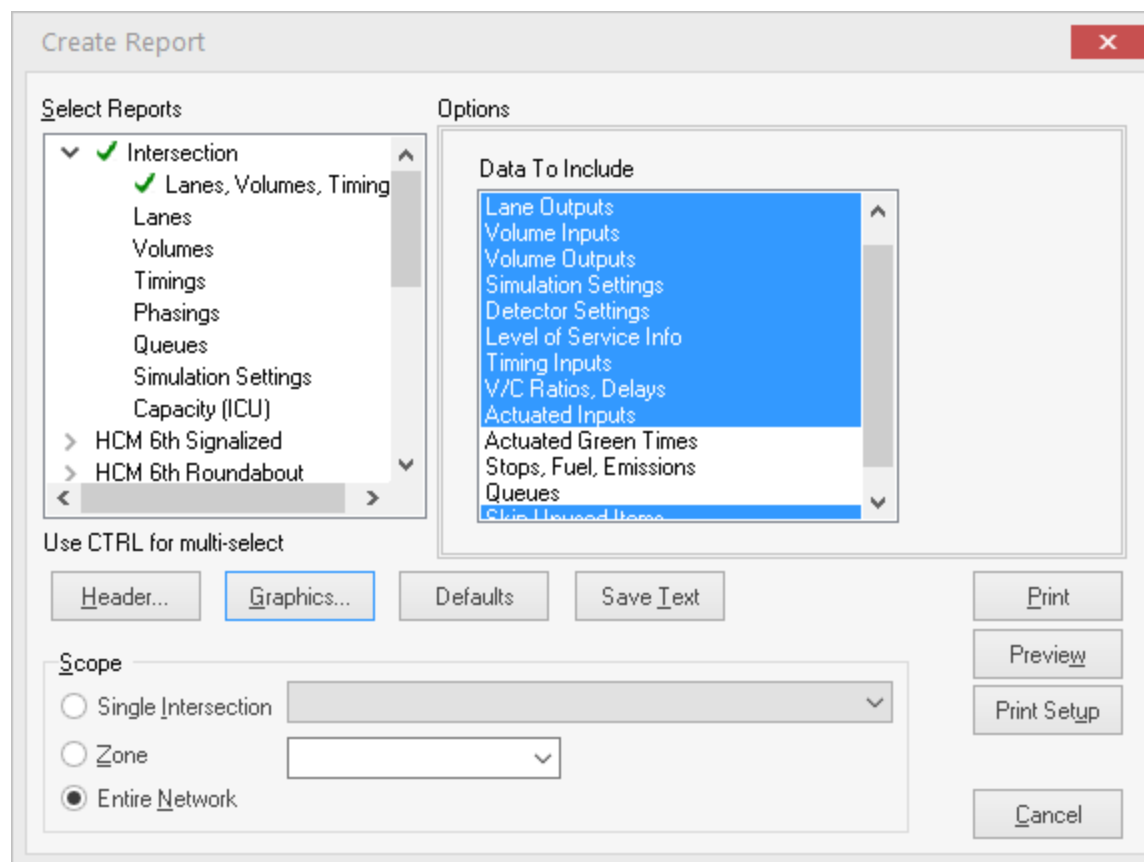 Create Report
Select Reports
Intersection
Lanes, Volumes, Timing
Lanes
Volumes
Timings
Phasings
Queues
Simulation Settings
Capacity (ICU)
HCM 6th Signalized
HCM 6th Roundabout
Use CTRL for multi-select
Options
Data To Include
Lane Outputs
Volume Inputs
Volume Outputs
Simulation Settings
Detector Settings
Level of Service Info
Timing Inputs
V/C Ratios, Delays
Actuated Inputs
Actuated Green Times
Stops, Fuel, Emissions
Queues
Skip Unused Items
Header... Graphics... Defaults Save Text Print
Preview
Print Setup
Cancel
Scope
Single Intersection
Zone
Entire Network